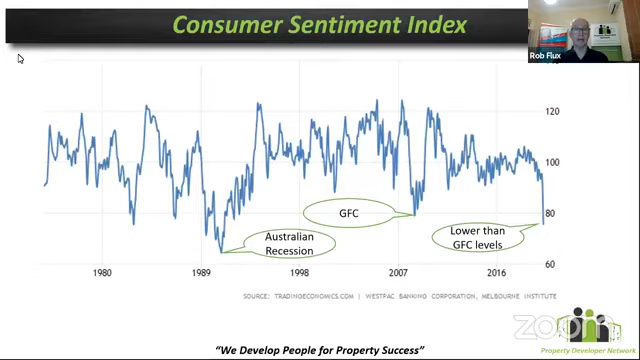 Consumer Sentiment Index
Rob Flux
120
100
80
60
GFC
Australian
Recession
Lower than
GFC levels
1980
1989
1998
2007
2016
SOURCE: TRADINGECONOMICS.COM | WESTPAC BANKING CORPORATION, MELBOURNE INSTITUTE
zoom
Property Developer Network
“We Develop People for Property Success”